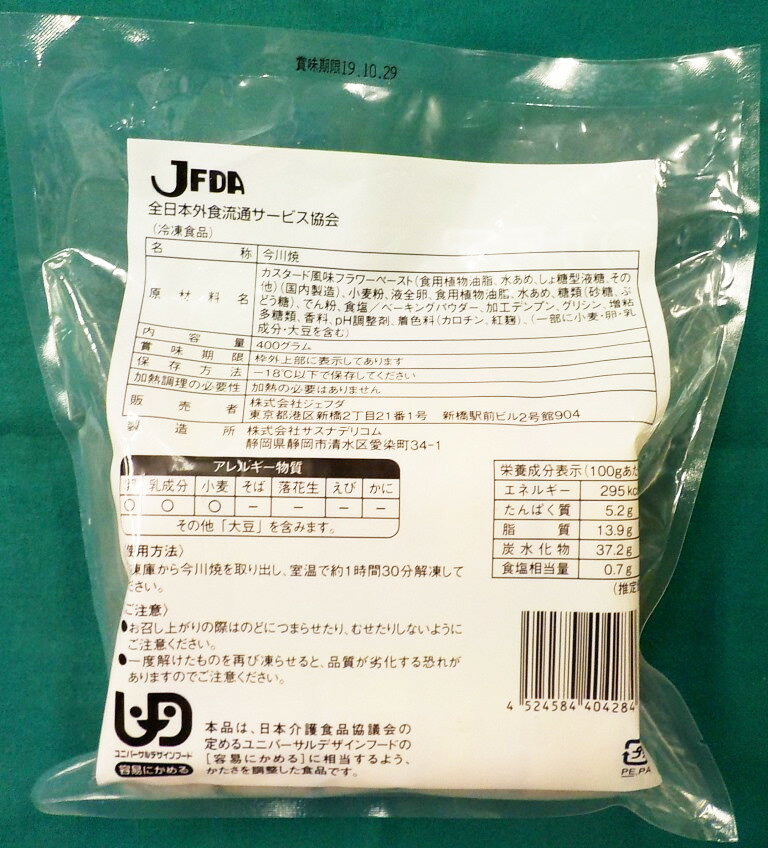 賞味期限19.10.29
JFDA
全日本外食流通サービス協会
(冷凍食品)
名称 今川焼
原材料名 カスタード風味フラワーペースト(食用植物油脂、水あめ、しょ糖型液糖、その
他)(国内製造)、小麦粉、液全卵、食用植物油脂、水あめ、糖類(砂糖、ぶ
どう糖)、でん粉、食塩/ベーキングパウダー、加工デンプン、グリシン、増粘
多糖類、香料、pH調整剤、着色料(カロチン、紅麹)、(一部に小麦・卵・乳
成分・大豆を含む)
内容量 400グラム
賞味期限 枠外上部に表示してあります
保存方法 −18℃以下で保存してください
加熱調理の必要性 加熱の必要はありません
販売者 株式会社ジェフダ
東京都港区新橋2丁目21番1号 新橋駅前ビル2号館904
製造所 株式会社サスナデリコム
静岡県静岡市清水区愛染町34-1
アレルギー物質
卵 乳成分 小麦 そば 落花生 えび かに
○ ○ ○ − − − −
その他「大豆」を含みます。
栄養成分表示(100gあた
エネルギー 295kc
たんぱく質 5.2g
脂質 13.9g
炭水化物 37.2g
食塩相当量 0.7g
(推定
使用方法〉
凍庫から今川焼を取り出し、室温で約1時間30分解凍して
ださい。
ご注意〉
●お召し上がりの際はのどにつまらせたり、むせたりしないように
ご注意ください。
●一度解けたものを再び凍らせると、品質が劣化する恐れが
ありますのでご注意ください。
4 524584 404284
UD
ユニバーサルデザインフード
容易にかめる
本品は、日本介護食品協議会の
定めるユニバーサルデザインフードの
[容易にかめる]に相当するよう、
かたさを調整した食品です。
PE,PA